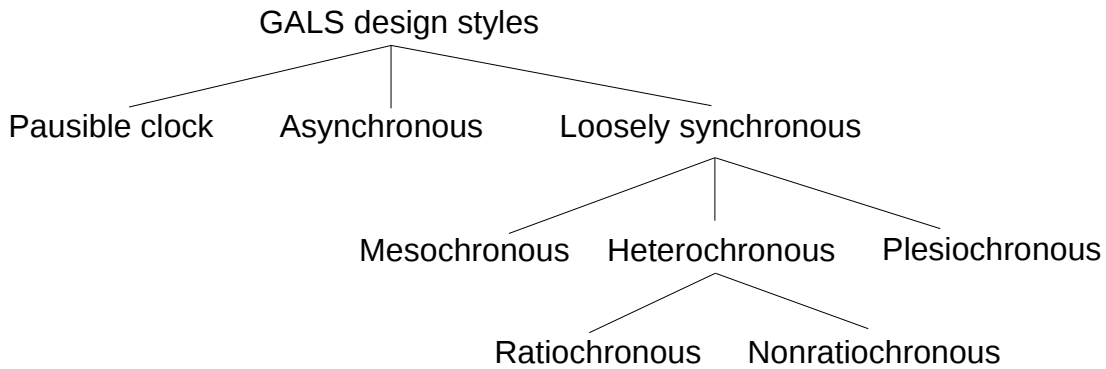 GALS design styles
Pausible clock Asynchronous Loosely synchronous
Mesochronous Heterochronous Plesiochronous
Ratiochronous Nonratiochronous